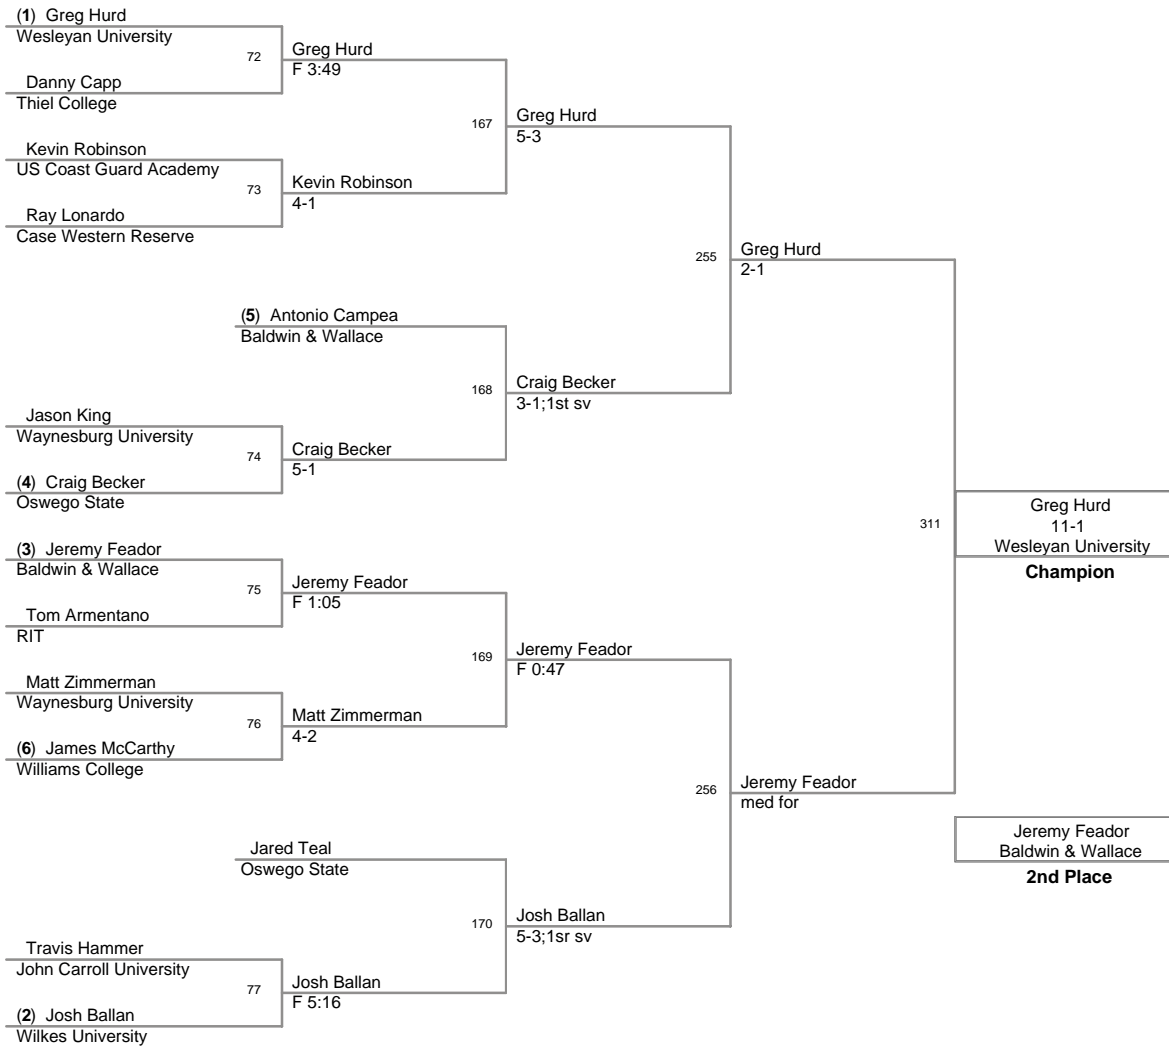 (1) Greg Hurd
Wesleyan University
72
Greg Hurd
F 3:49
Danny Capp
Thiel College
167
Greg Hurd
5-3
Kevin Robinson
US Coast Guard Academy
73
Kevin Robinson
4-1
Ray Lonardo
Case Western Reserve
255
Greg Hurd
2-1
(5) Antonio Campea
Baldwin & Wallace
168
Craig Becker
3-1;1st sv
Jason King
Waynesburg University
74
Craig Becker
5-1
(4) Craig Becker
Oswego State
311
Greg Hurd
11-1
Wesleyan University
Champion
(3) Jeremy Feador
Baldwin & Wallace
75
Jeremy Feador
F 1:05
Tom Armentano
RIT
169
Jeremy Feador
F 0:47
Matt Zimmerman
Waynesburg University
76
Matt Zimmerman
4-2
(6) James McCarthy
Williams College
256
Jeremy Feador
med for
Jeremy Feador
Baldwin & Wallace
2nd Place
Jared Teal
Oswego State
170
Josh Ballan
5-3;1sr sv
Travis Hammer
John Carroll University
77
Josh Ballan
F 5:16
(2) Josh Ballan
Wilkes University